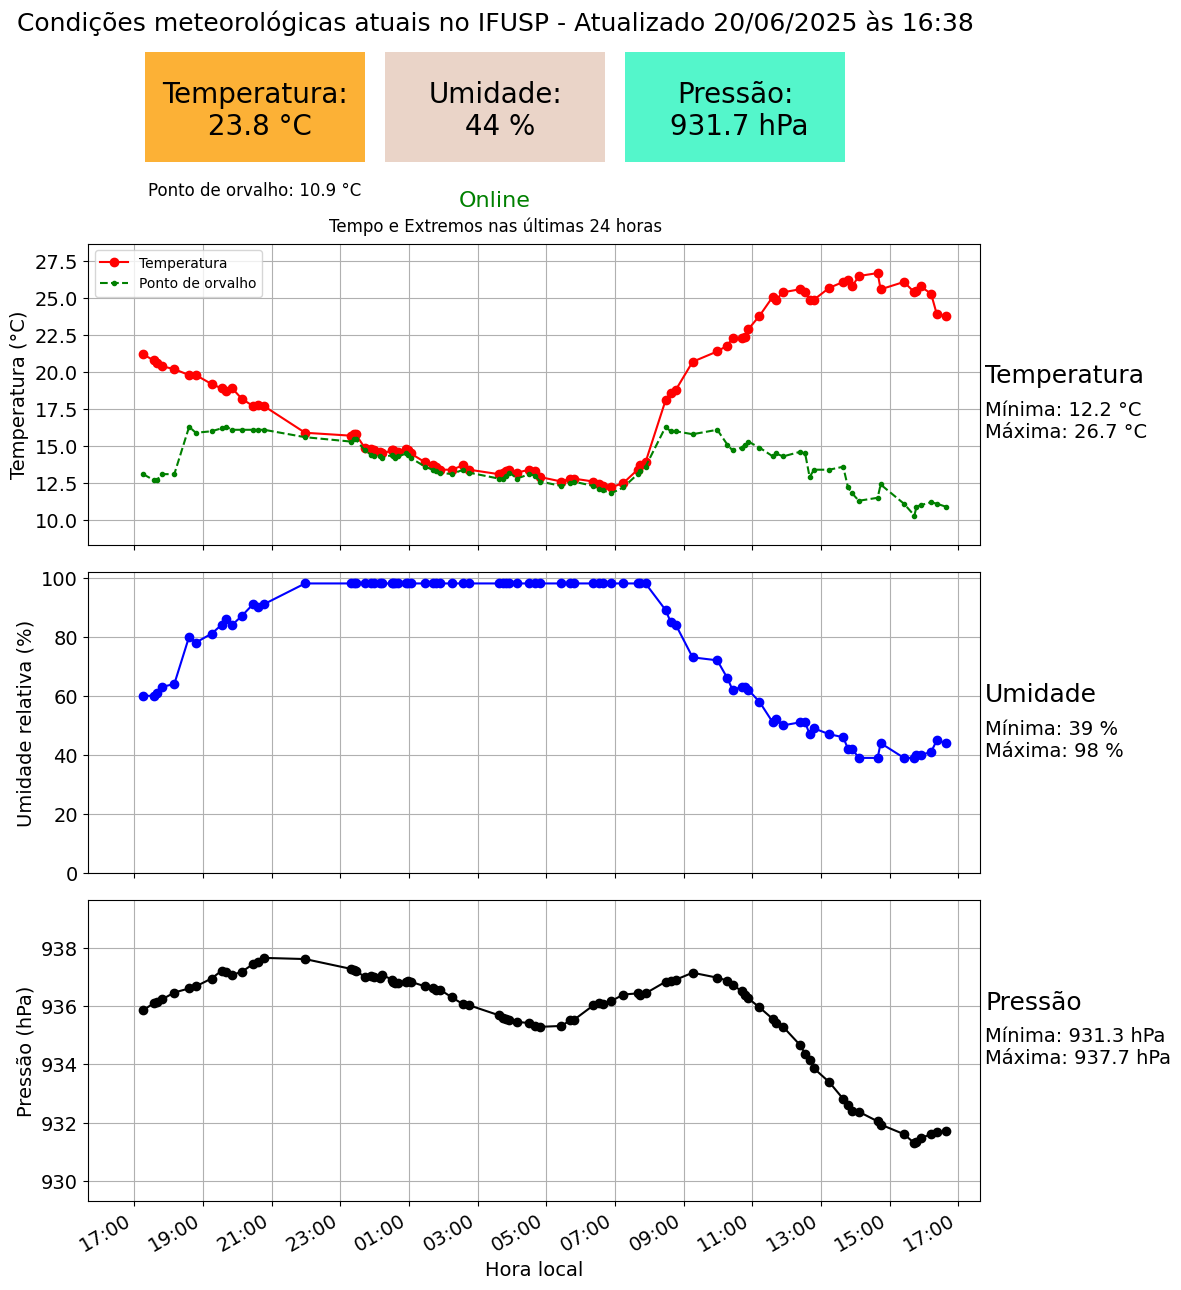 Condições meteorológicas atuais no IFUSP - Atualizado 20/06/2025 às 16:38
Temperatura:
23.8 °C
Umidade:
44 %
Pressão:
931.7 hPa
Ponto de orvalho: 10.9 °C
Online
Tempo e Extremos nas últimas 24 horas
Temperatura (°C)
27.5
25.0
22.5
20.0
17.5
15.0
12.5
10.0
Temperatura
Ponto de orvalho
Temperatura
Mínima: 12.2 °C
Máxima: 26.7 °C
Umidade relativa (%)
100
80
60
40
20
0
Umidade
Mínima: 39 %
Máxima: 98 %
Pressão (hPa)
938
936
934
932
930
Pressão
Mínima: 931.3 hPa
Máxima: 937.7 hPa
17:00 19:00 21:00 23:00 01:00 03:00 05:00 07:00 09:00 11:00 13:00 15:00 17:00
Hora local